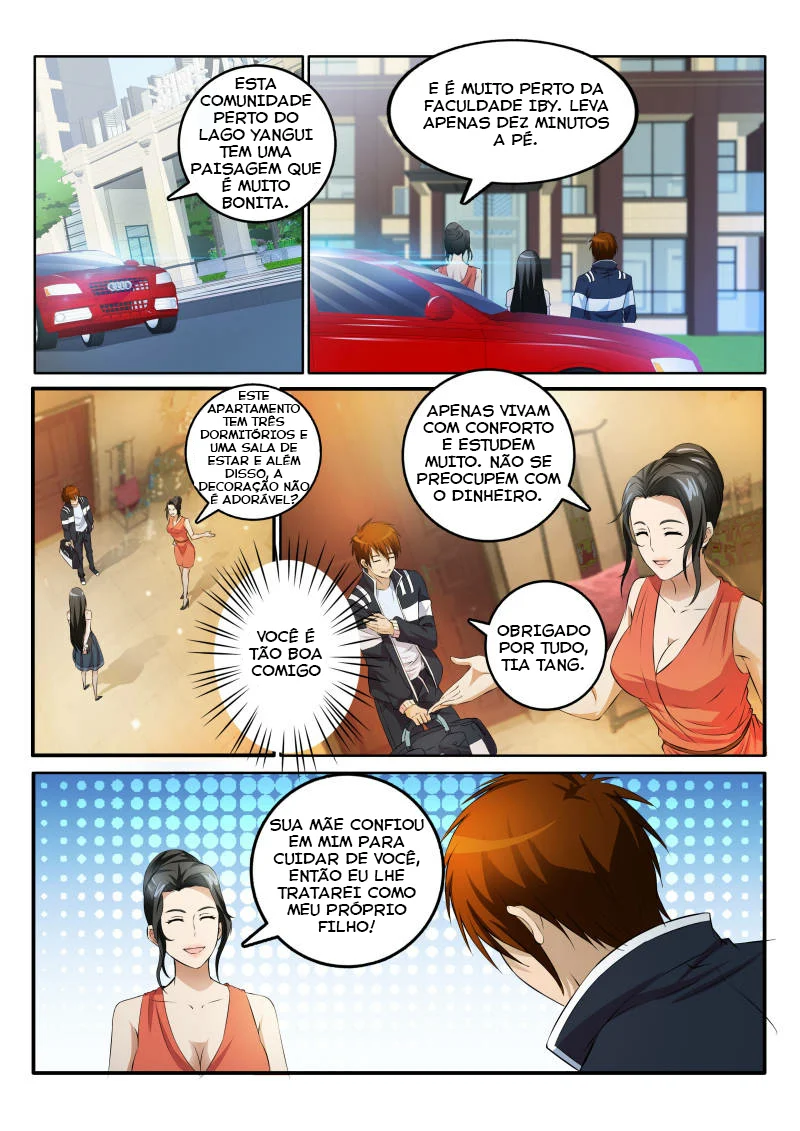 ESTA
COMUNIDADE
PERTO DO
LAGO YANGUI
TEM UMA
PAISAGEM QUE
É MUITO
BONITA.
E É MUITO PERTO DA
FACULDADE IBY. LEVA
APENAS DEZ MINUTOS
A PÉ.
ESTE
APARTAMENTO
TEM TRÊS
DORMITÓRIOS E
UMA SALA DE
ESTAR E ALÉM
DISSO, A
DECORAÇÃO NÃO
É ADORÁVEL?
APENAS VIVAM
COM CONFORTO
E ESTUDEM
MUITO. NÃO SE
PREOCUPEM COM
O DINHEIRO.
VOCÊ É
TÃO BOA
COMIGO
OBRIGADO
POR TUDO,
TIA TANG.
SUA MÃE CONFIOU
EM MIM PARA
CUIDAR DE VOCÊ,
ENTÃO EU LHE
TRATAREI COMO
MEU PRÓPRIO
FILHO!